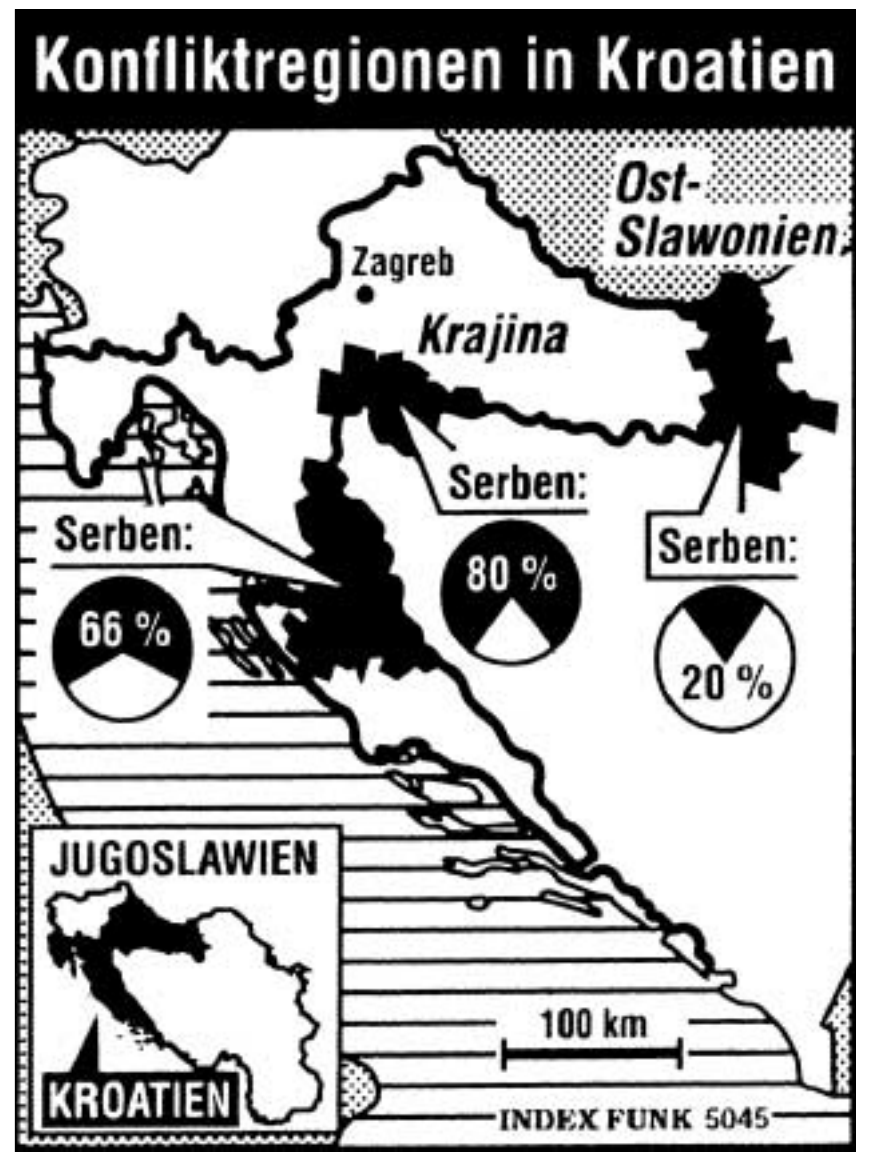 Konfliktregionen in Kroatien
Ost-
Slawonien
Zagreb
Krajina
Serben:
80 %
Serben:
66 %
Serben:
20 %
JUGOSLAWIEN
KROATIEN
100 km
INDEX FUNK 5045